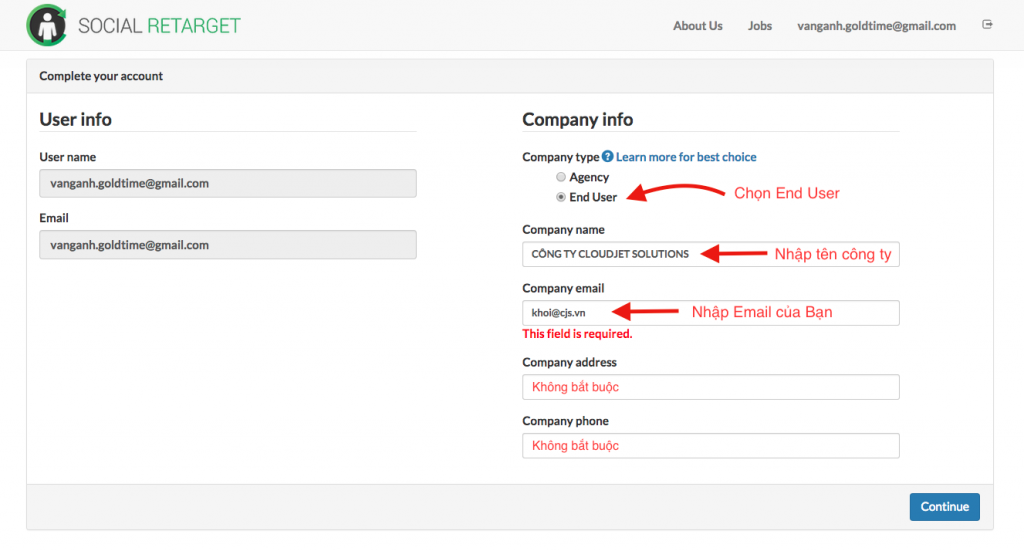 SOCIAL RETARGET
About Us Jobs vanganh.goldtime@gmail.com
Complete your account
User info
User name
vanganh.goldtime@gmail.com
Email
vanganh.goldtime@gmail.com
Company info
Company type ? Learn more for best choice
Agency
End User Chọn End User
Company name
CÔNG TY CLOUDJET SOLUTIONS Nhập tên công ty
Company email
khoi@cjs.vn Nhập Email của Bạn
This field is required.
Company address
Không bắt buộc
Company phone
Không bắt buộc
Continue